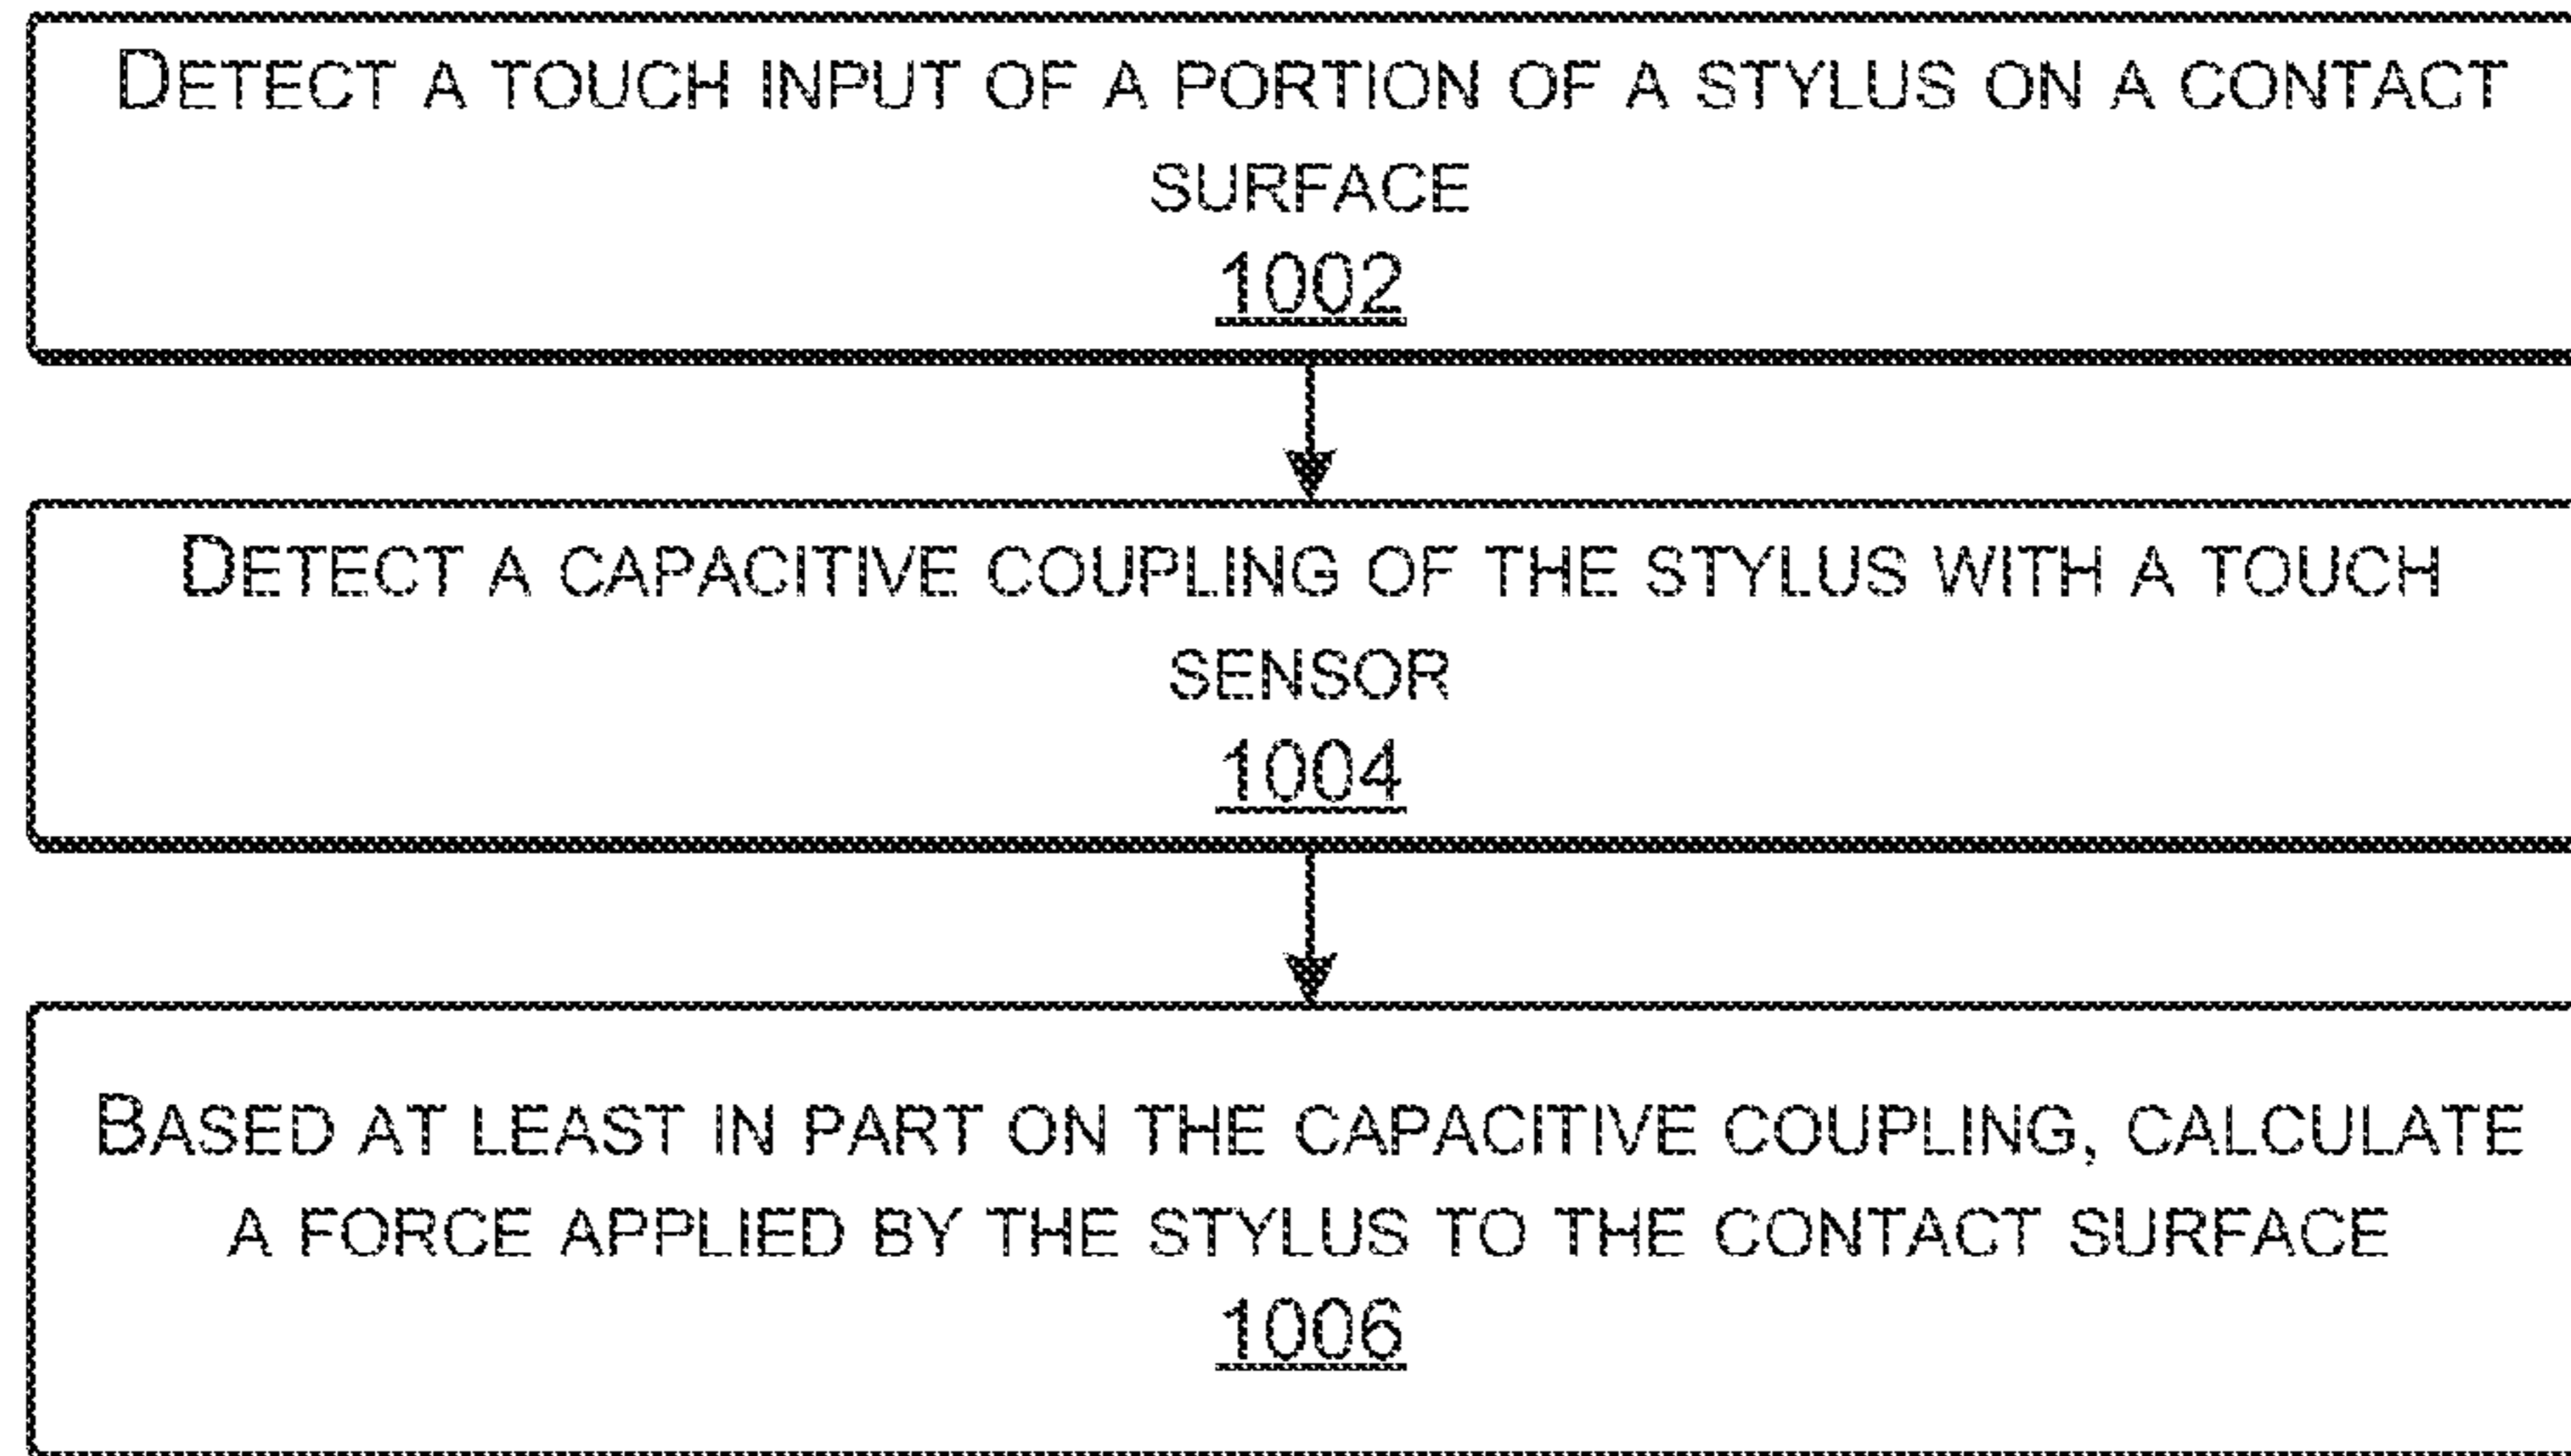 DETECT A TOUCH INPUT OF A PORTION OF A STYLUS ON A CONTACT
SURFACE
1002
DETECT A CAPACITIVE COUPLING OF THE STYLUS WITH A TOUCH
SENSOR
1004
BASED AT LEAST IN PART ON THE CAPACITIVE COUPLING, CALCULATE
A FORCE APPLIED BY THE STYLUS TO THE CONTACT SURFACE
1006